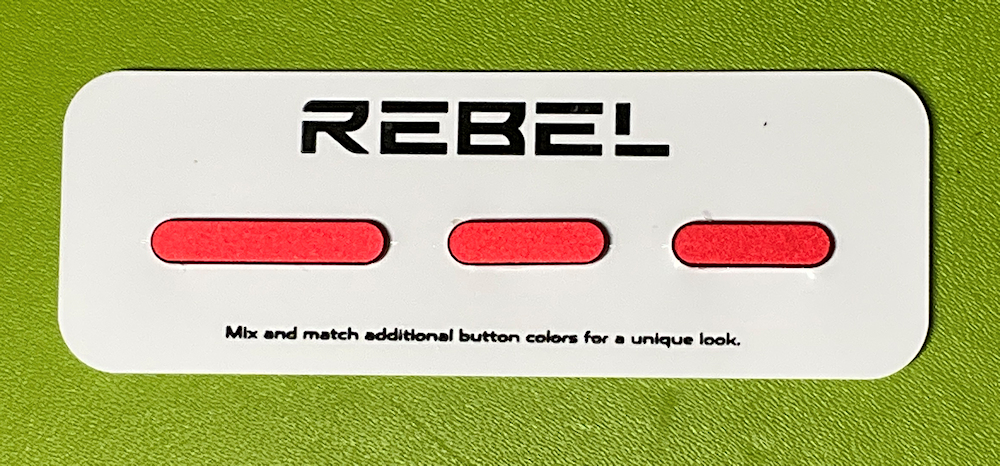 REBEL
Mix and match additional button colors for a unique look.